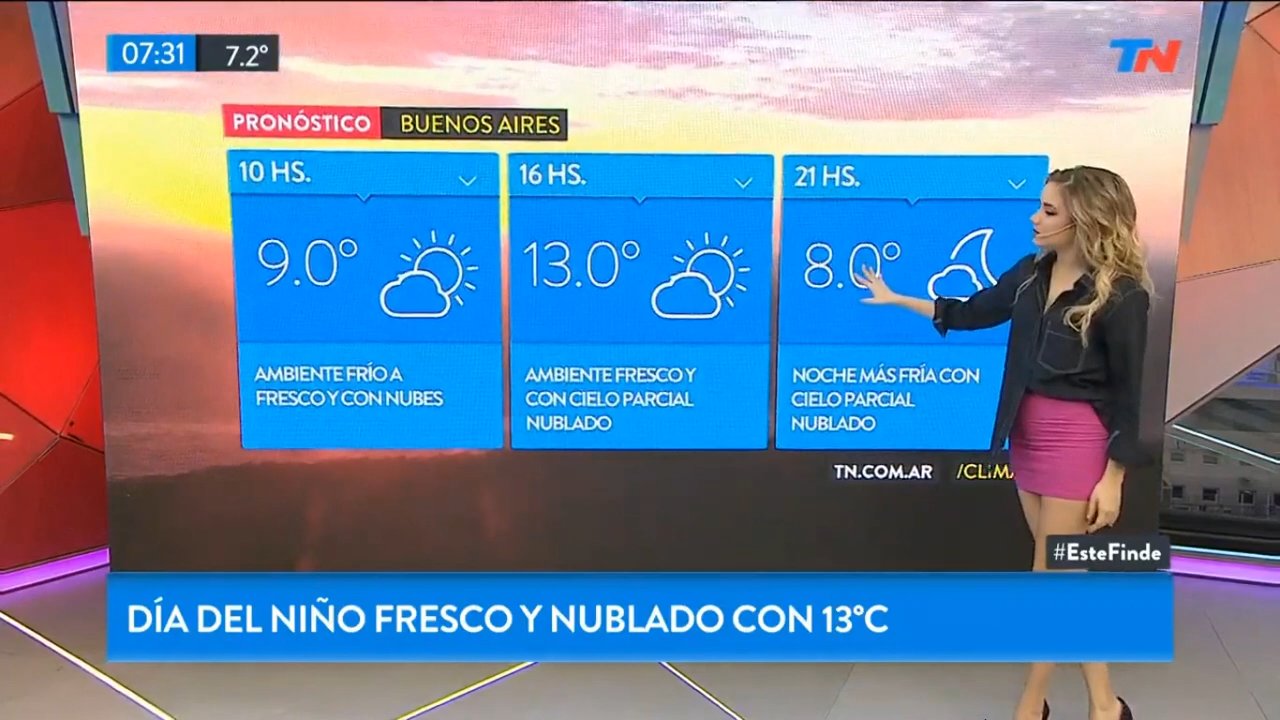 07:31 7.2°
TN
PRONÓSTICO BUENOS AIRES
10 HS.
9.0°
AMBIENTE FRÍO A
FRESCO Y CON NUBES
16 HS.
13.0°
AMBIENTE FRESCO Y
CON CIELO PARCIAL
NUBLADO
21 HS.
8.0°
NOCHE MÁS FRÍA CON
CIELO PARCIAL
NUBLADO
TN.COM.AR /CLIMA
#EsteFinde
DÍA DEL NIÑO FRESCO Y NUBLADO CON 13°C